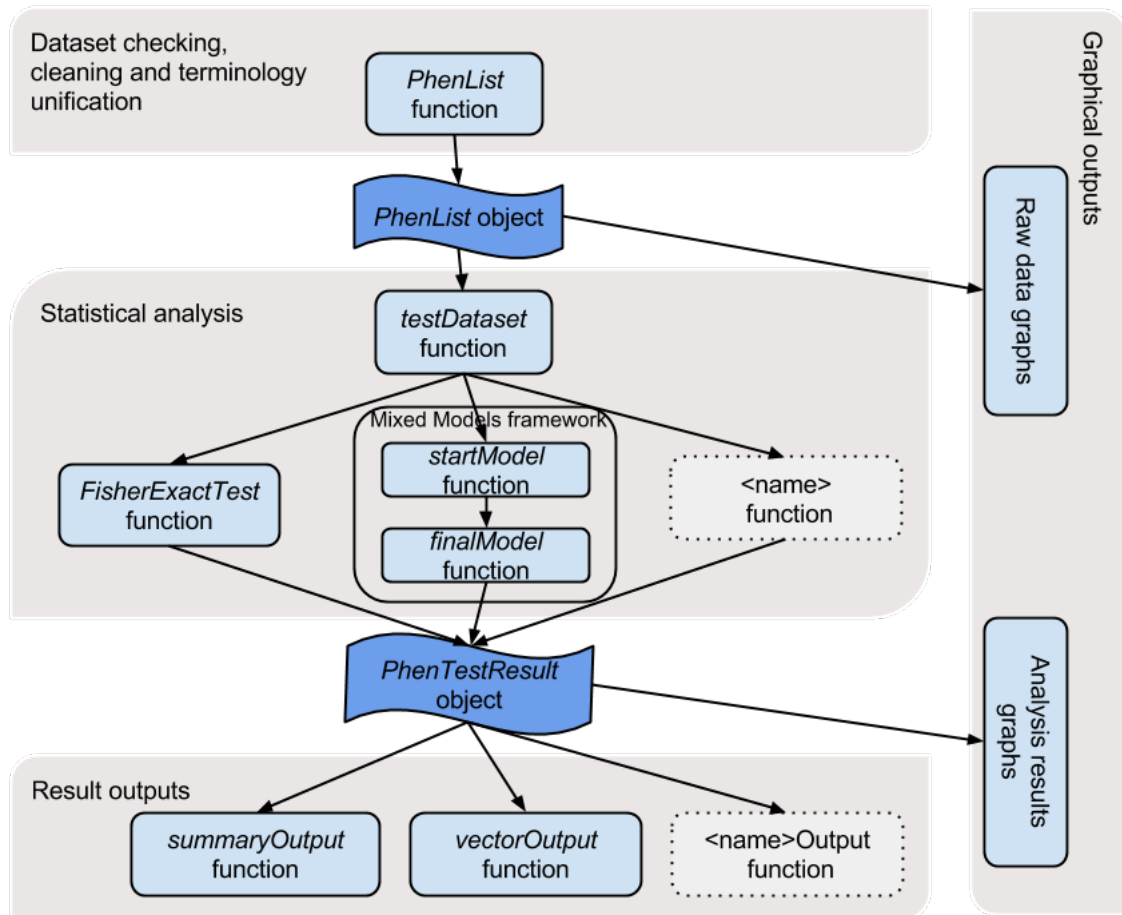 Dataset checking,
cleaning and terminology
unification
PhenList
function
PhenList object
Statistical analysis
testDataset
function
Mixed Models framework
startModel
function
finalModel
function
FisherExactTest
function
<name>
function
PhenTestResult
object
Result outputs
summaryOutput
function
vectorOutput
function
<name>Output
function
Graphical outputs
Raw data graphs
Analysis results
graphs